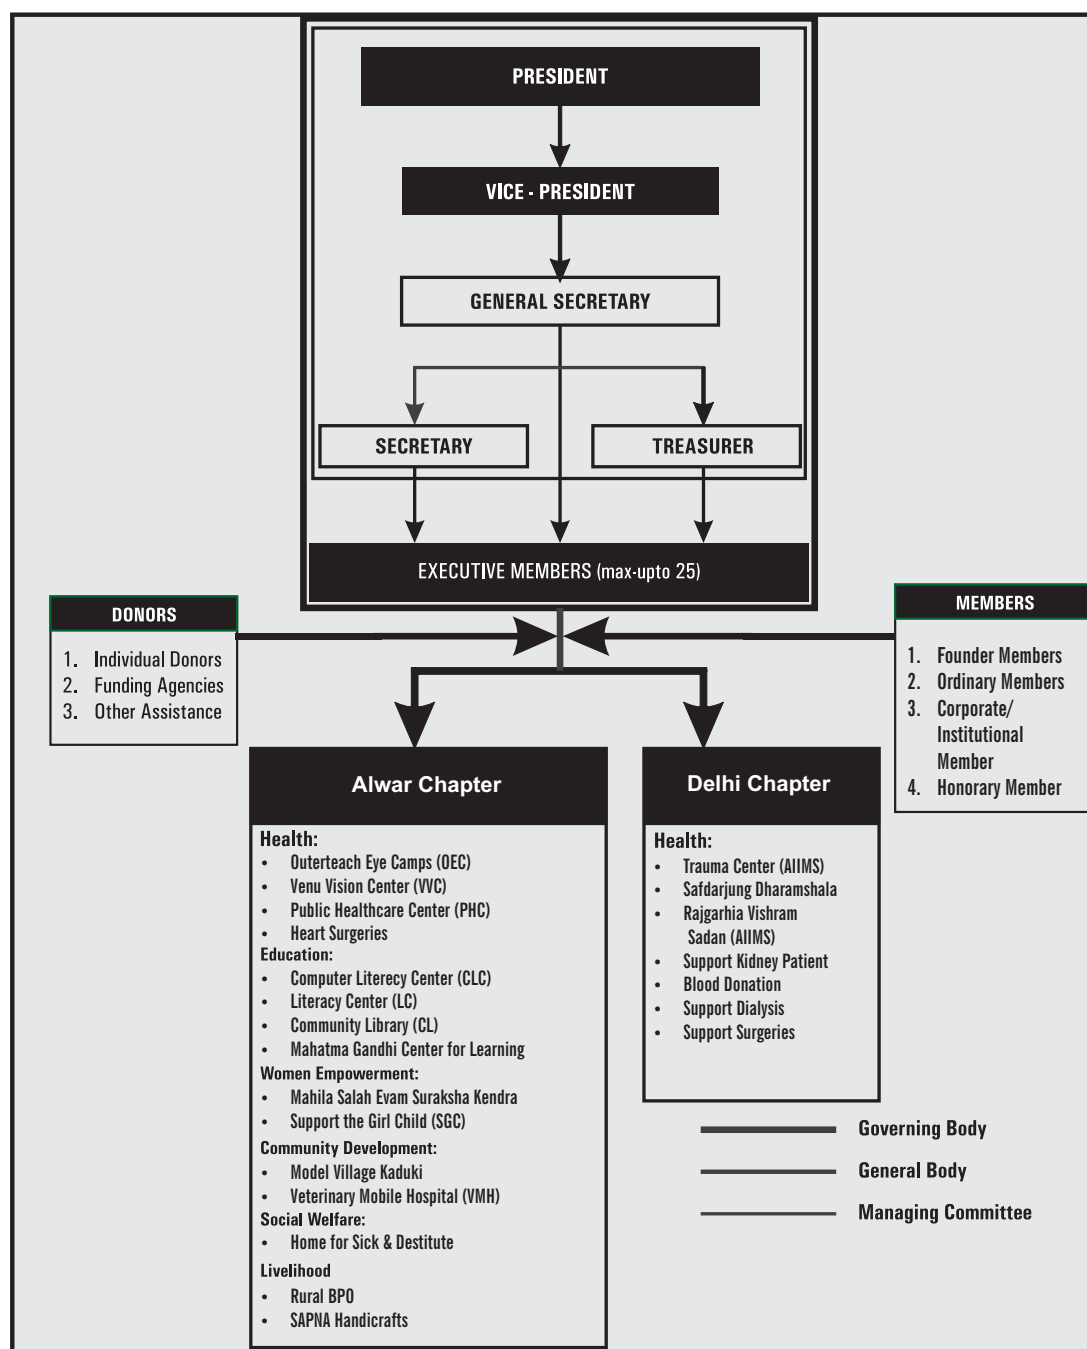 PRESIDENT
VICE - PRESIDENT
GENERAL SECRETARY
SECRETARY
TREASURER
EXECUTIVE MEMBERS (max-upto 25)
DONORS
1. Individual Donors
2. Funding Agencies
3. Other Assistance
MEMBERS
1. Founder Members
2. Ordinary Members
3. Corporate/
Institutional
Member
4. Honorary Member
Alwar Chapter
Health:
• Outerteach Eye Camps (OEC)
• Venu Vision Center (VVC)
• Public Healthcare Center (PHC)
• Heart Surgeries
Education:
• Computer Literecy Center (CLC)
• Literacy Center (LC)
• Community Library (CL)
• Mahatma Gandhi Center for Learning
Women Empowerment:
• Mahila Salah Evam Suraksha Kendra
• Support the Girl Child (SGC)
Community Development:
• Model Village Kaduki
• Veterinary Mobile Hospital (VMH)
Social Welfare:
• Home for Sick & Destitute
Livelihood
• Rural BPO
• SAPNA Handicrafts
Delhi Chapter
Health:
• Trauma Center (AIIMS)
• Safdarjung Dharamshala
• Rajgarhia Vishram
Sadan (AIIMS)
• Support Kidney Patient
• Blood Donation
• Support Dialysis
• Support Surgeries
Governing Body
General Body
Managing Committee